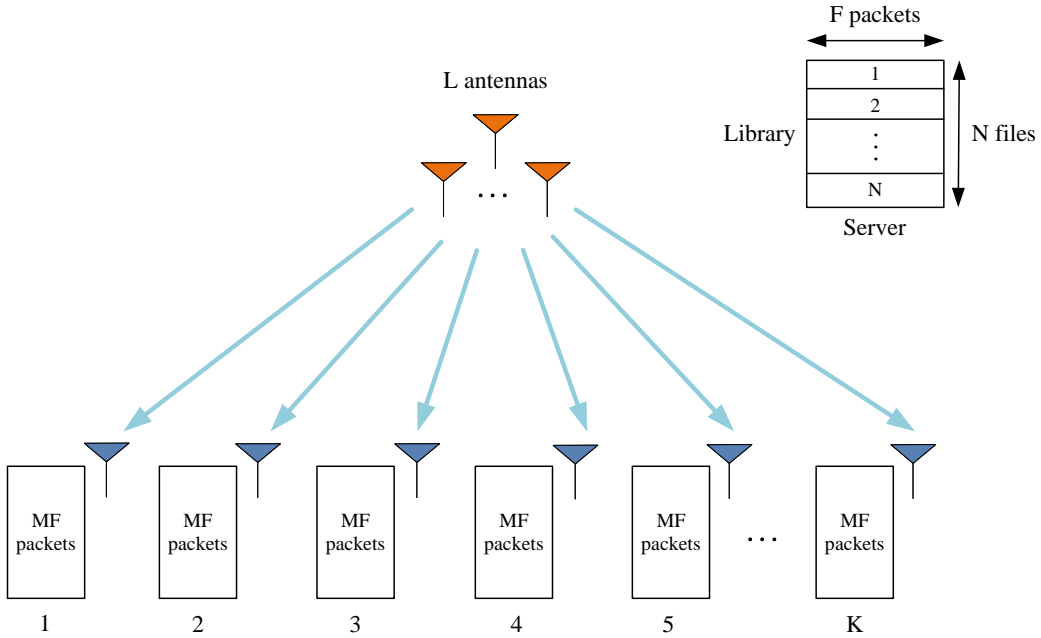 F packets
L antennas
1
2
Library
⋮
N files
N
Server
...
MF
packets
MF
packets
MF
packets
MF
packets
MF
packets
...
MF
packets
1
2
3
4
5
K